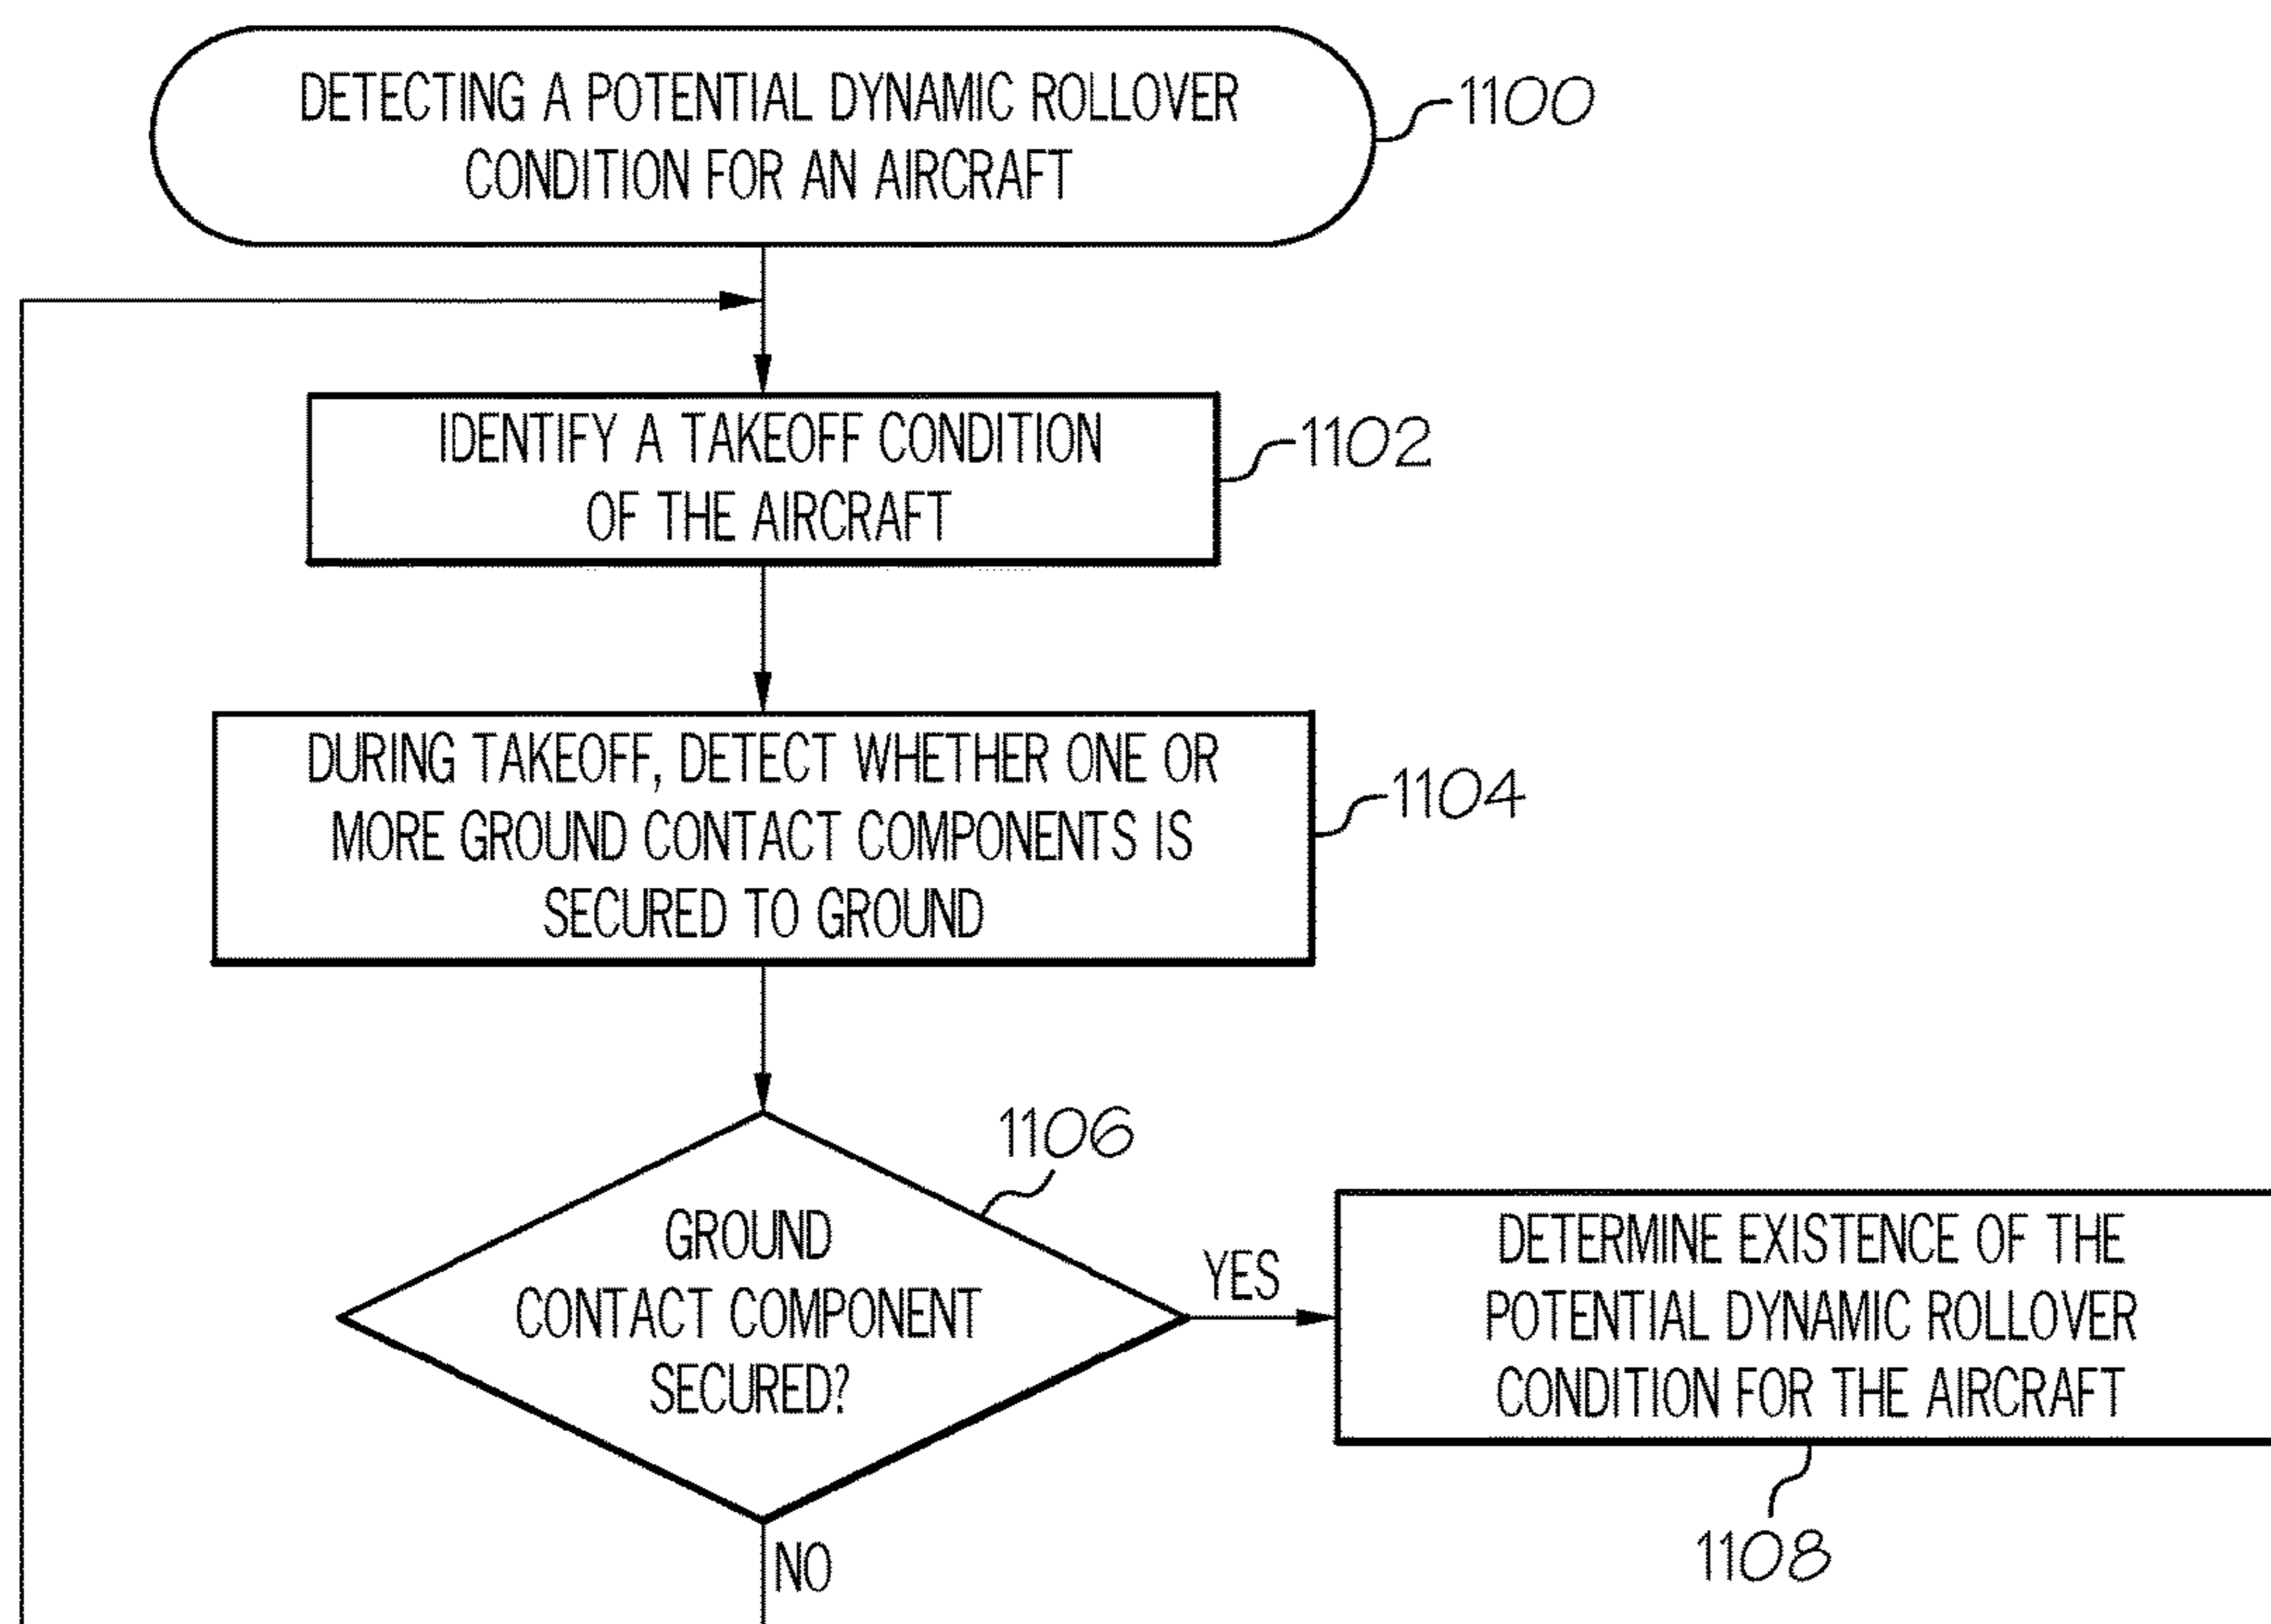 DETECTING A POTENTIAL DYNAMIC ROLLOVER
CONDITION FOR AN AIRCRAFT
1100
IDENTIFY A TAKEOFF CONDITION
OF THE AIRCRAFT
1102
DURING TAKEOFF, DETECT WHETHER ONE OR
MORE GROUND CONTACT COMPONENTS IS
SECURED TO GROUND
1104
1106
GROUND
CONTACT COMPONENT
SECURED?
YES
DETERMINE EXISTENCE OF THE
POTENTIAL DYNAMIC ROLLOVER
CONDITION FOR THE AIRCRAFT
1108
NO